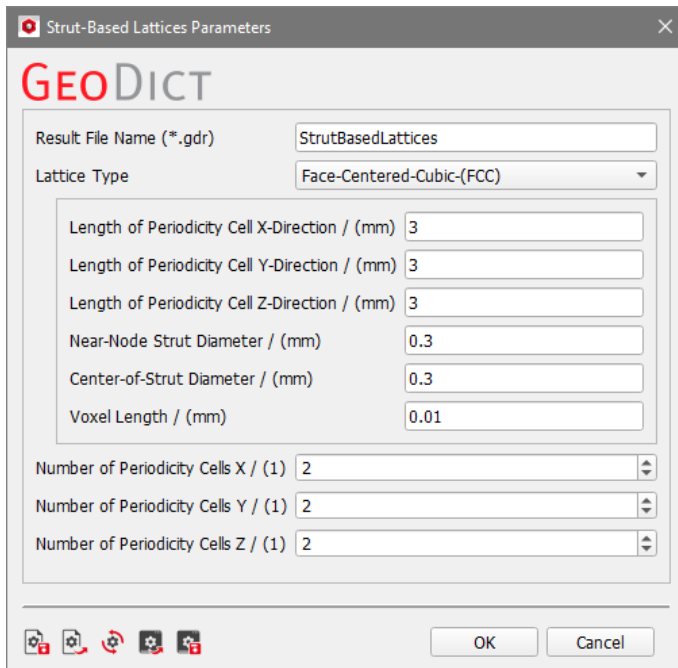 Strut-Based Lattices Parameters
GEODICT
Result File Name (*.gdr) StrutBasedLattices
Lattice Type Face-Centered-Cubic-(FCC)
Length of Periodicity Cell X-Direction / (mm) 3
Length of Periodicity Cell Y-Direction / (mm) 3
Length of Periodicity Cell Z-Direction / (mm) 3
Near-Node Strut Diameter / (mm) 0.3
Center-of-Strut Diameter / (mm) 0.3
Voxel Length / (mm) 0.01
Number of Periodicity Cells X / (1) 2
Number of Periodicity Cells Y / (1) 2
Number of Periodicity Cells Z / (1) 2
OK Cancel